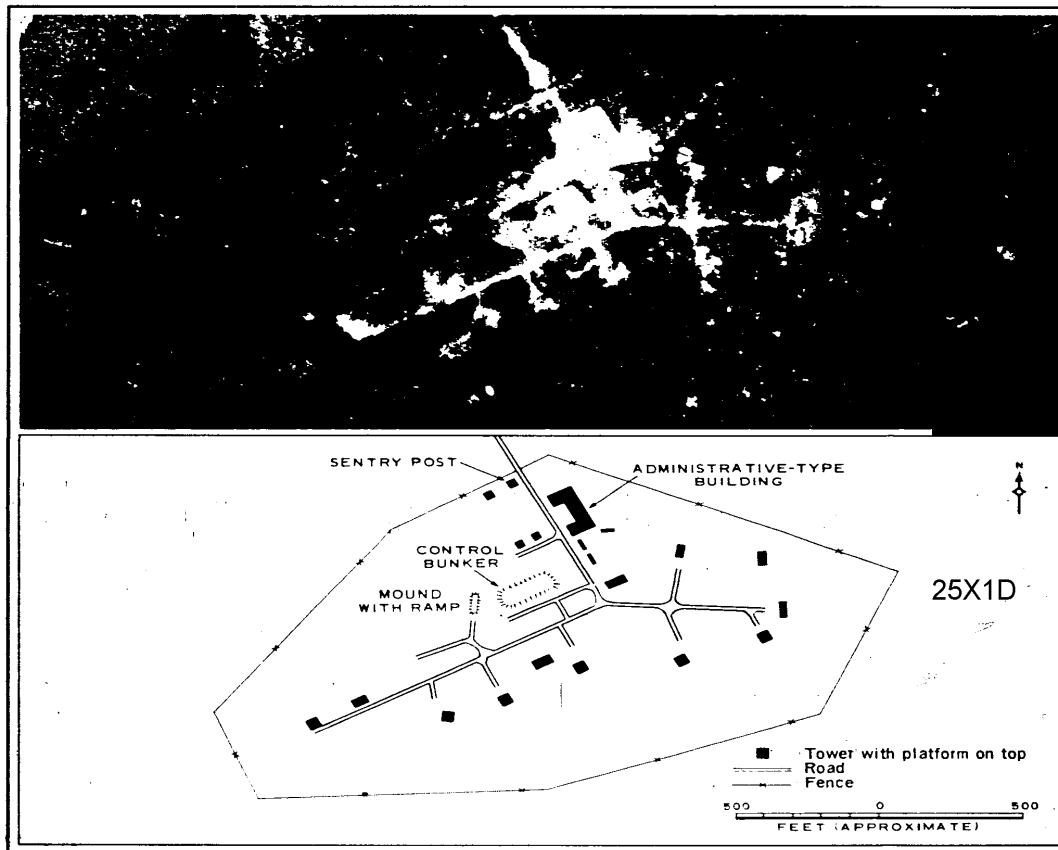 SENTRY POST
ADMINISTRATIVE-TYPE
BUILDING
N
CONTROL
BUNKER
MOUND
WITH RAMP
25X1D
Tower with platform on top
Road
Fence
500 0 500
FEET (APPROXIMATE)